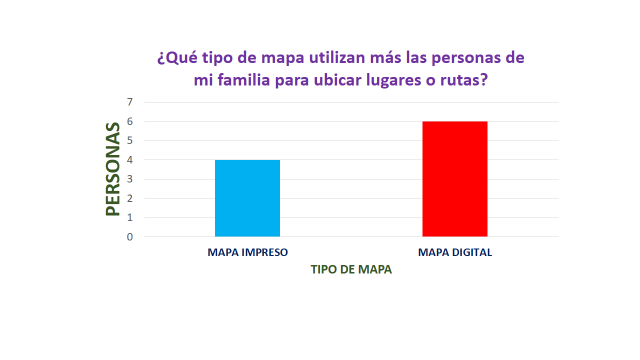 ¿Qué tipo de mapa utilizan más las personas de
mi familia para ubicar lugares o rutas?
PERSONAS
7
6
5
4
3
2
1
0
MAPA IMPRESO
MAPA DIGITAL
TIPO DE MAPA